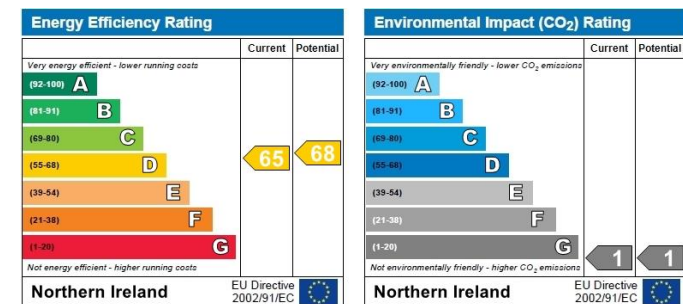 Energy Efficiency Rating
Current Potential
Very energy efficient - lower running costs
(92-100) A
(81-91) B
(69-80) C
(55-68) D
(39-54) E
(21-38) F
(1-20) G
65 68
Not energy efficient - higher running costs
Northern Ireland
EU Directive
2002/91/EC
Environmental Impact (CO₂) Rating
Current Potential
Very environmentally friendly - lower CO₂ emissions
(92-100) A
(81-91) B
(69-80) C
(55-68) D
(39-54) E
(21-38) F
(1-20) G
1 1
Not environmentally friendly - higher CO₂ emissions
Northern Ireland
EU Directive
2002/91/EC